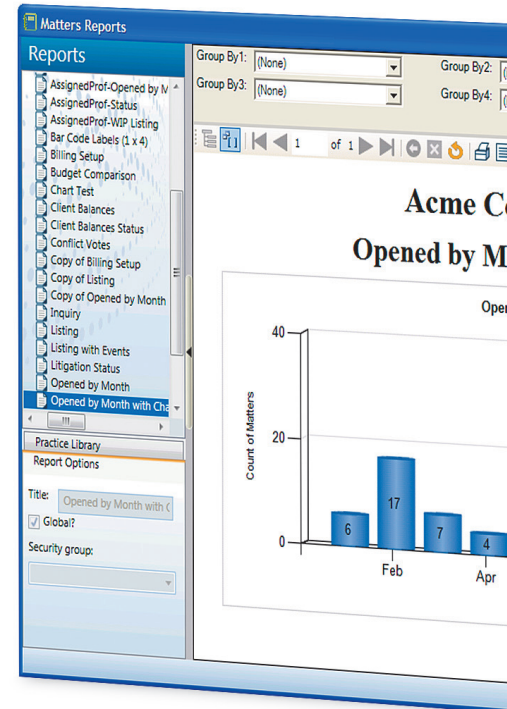 Matters Reports
Reports
AssignedProf-Opened by M
AssignedProf-Status
AssignedProf-WIP Listing
Bar Code Labels (1 x 4)
Billing Setup
Budget Comparison
Chart Test
Client Balances
Client Balances Status
Conflict Votes
Copy of Billing Setup
Copy of Listing
Copy of Opened by Month
Inquiry
Listing
Listing with Events
Litigation Status
Opened by Month
Opened by Month with Cha
Practice Library
Report Options
Title: Opened by Month with C
Global?
Security group:
Group By1: (None)
Group By2:
Group By3: (None)
Group By4:
1 of 1
Acme Co
Opened by M
Oper
Count of Matters
40
20
0
6
17
7
4
Feb
Apr